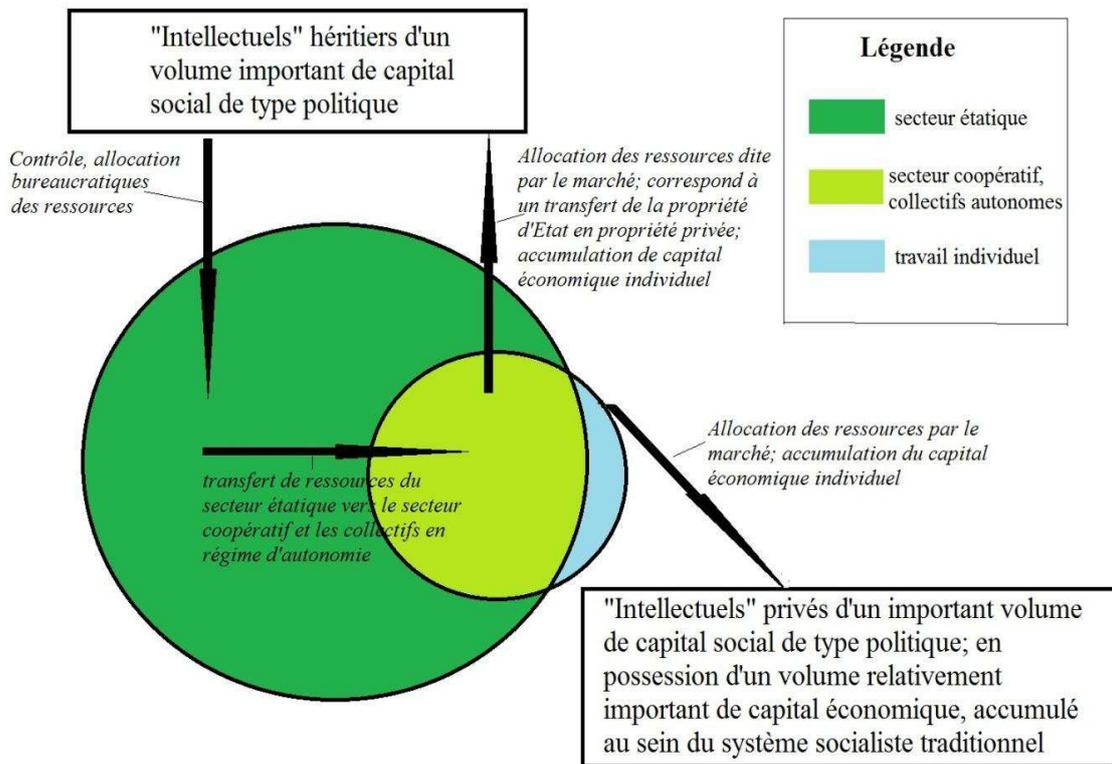 "Intellectuels" héritiers d'un
volume important de capital
social de type politique
Légende
secteur étatique
secteur coopératif,
collectifs autonomes
travail individuel
Contrôle, allocation
bureaucratiques
des ressources
Allocation des ressources dite
par le marché; correspond à
un transfert de la propriété
d'Etat en propriété privée;
accumulation de capital
économique individuel
Allocation des ressources par le
marché; accumulation du capital
économique individuel
transfert de ressources du
secteur étatique vers le secteur
coopératif et les collectifs en
régime d'autonomie
"Intellectuels" privés d'un important volume
de capital social de type politique; en
possession d'un volume relativement
important de capital économique, accumulé
au sein du système socialiste traditionnel